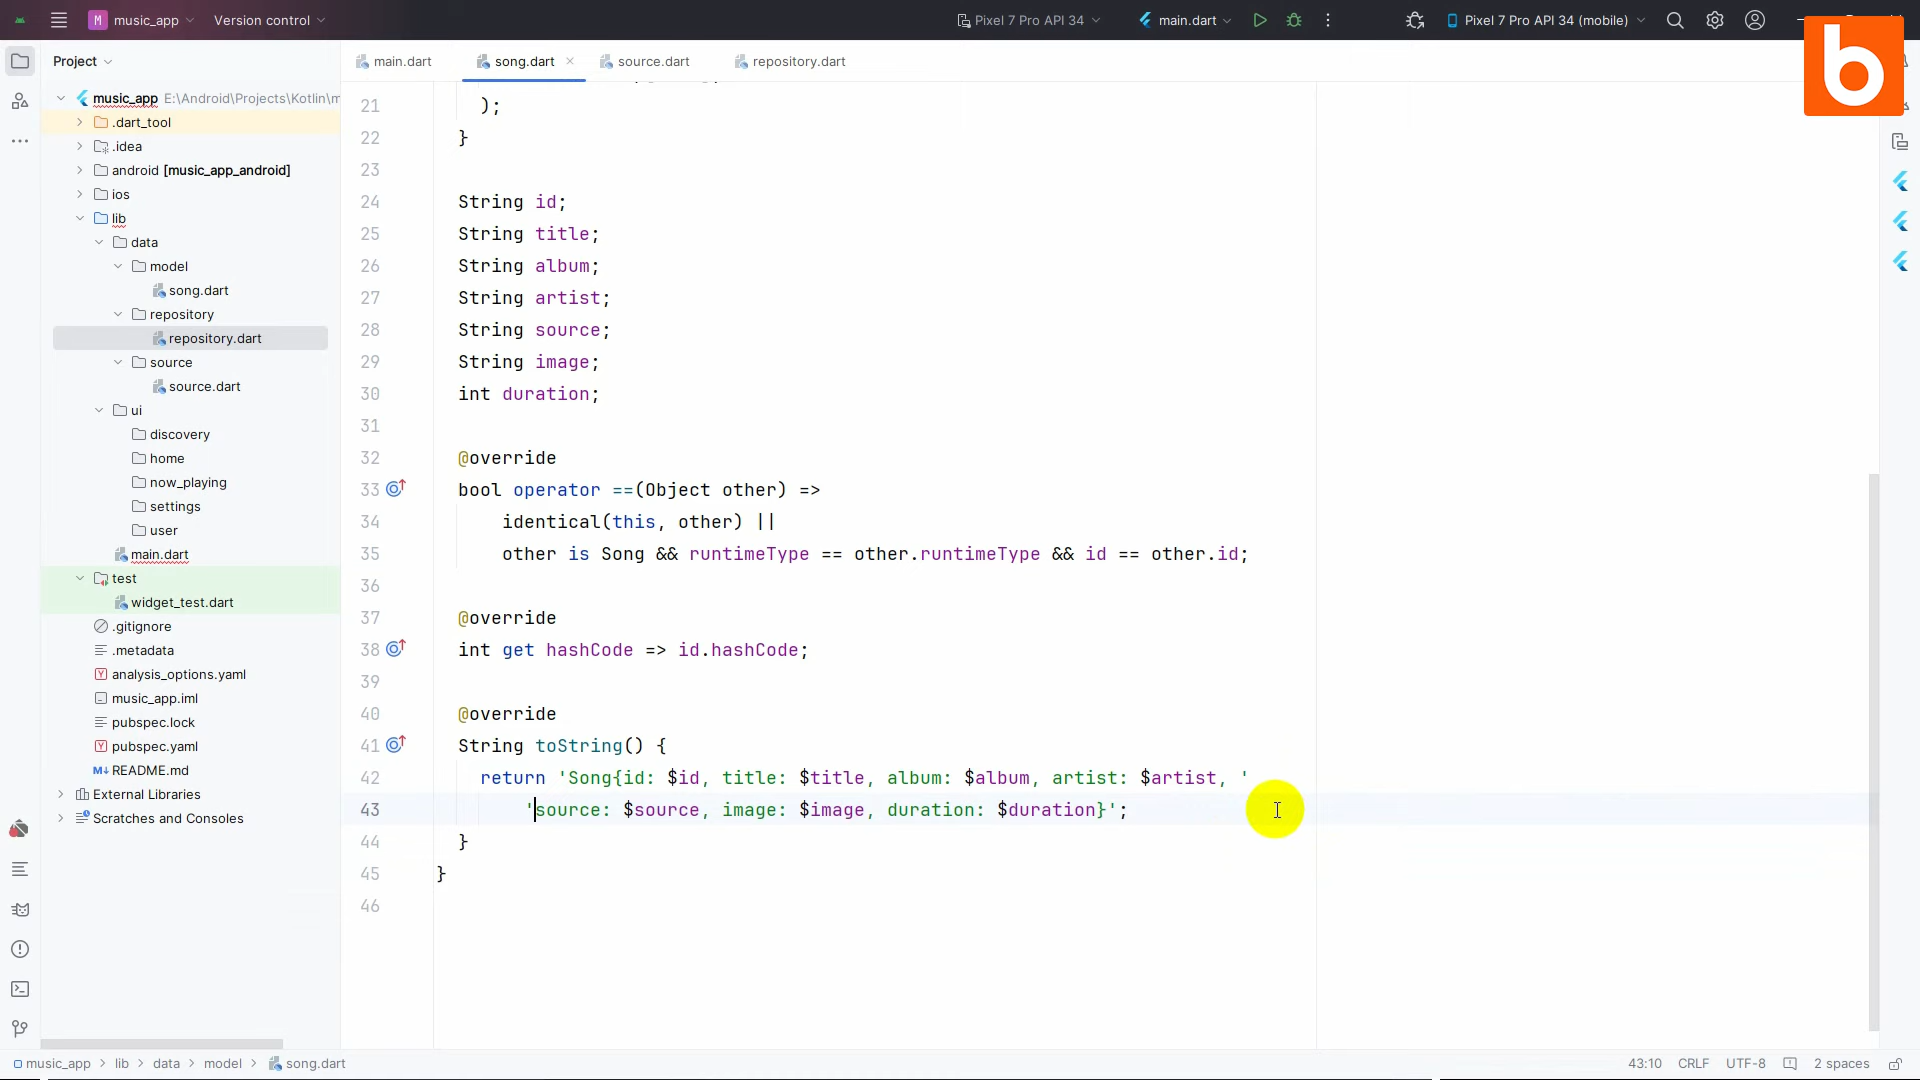 M music_app
Version control
Pixel 7 Pro API 34
main.dart
Pixel 7 Pro API 34 (mobile)
b
Project
main.dart
song.dart
source.dart
repository.dart
music_app E:\Android\Projects\Kotlin\m
.dart_tool
.idea
android [music_app_android]
ios
lib
data
model
song.dart
repository
repository.dart
source
source.dart
ui
discovery
home
now_playing
settings
user
main.dart
test
widget_test.dart
.gitignore
.metadata
analysis_options.yaml
music_app.iml
pubspec.lock
pubspec.yaml
README.md
External Libraries
Scratches and Consoles
21 );
22 }
23
24 String id;
25 String title;
26 String album;
27 String artist;
28 String source;
29 String image;
30 int duration;
31
32 @override
33 bool operator ==(Object other) =>
34 identical(this, other) ||
35 other is Song && runtimeType == other.runtimeType && id == other.id;
36
37 @override
38 int get hashCode => id.hashCode;
39
40 @override
41 String toString() {
42 return 'Song{id: $id, title: $title, album: $album, artist: $artist, '
43 'source: $source, image: $image, duration: $duration}';
44 }
45 }
46
music_app > lib > data > model > song.dart
43:10 CRLF UTF-8 2 spaces